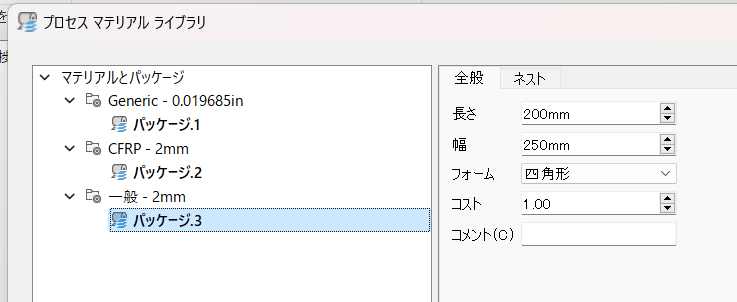 を
プロセス マテリアル ライブラリ
マテリアルとパッケージ
Generic - 0.019685in
パッケージ.1
CFRP - 2mm
パッケージ.2
一般 - 2mm
パッケージ.3
全般 ネスト
長さ 200mm
幅 250mm
フォーム 四角形
コスト 1.00
コメント(C)